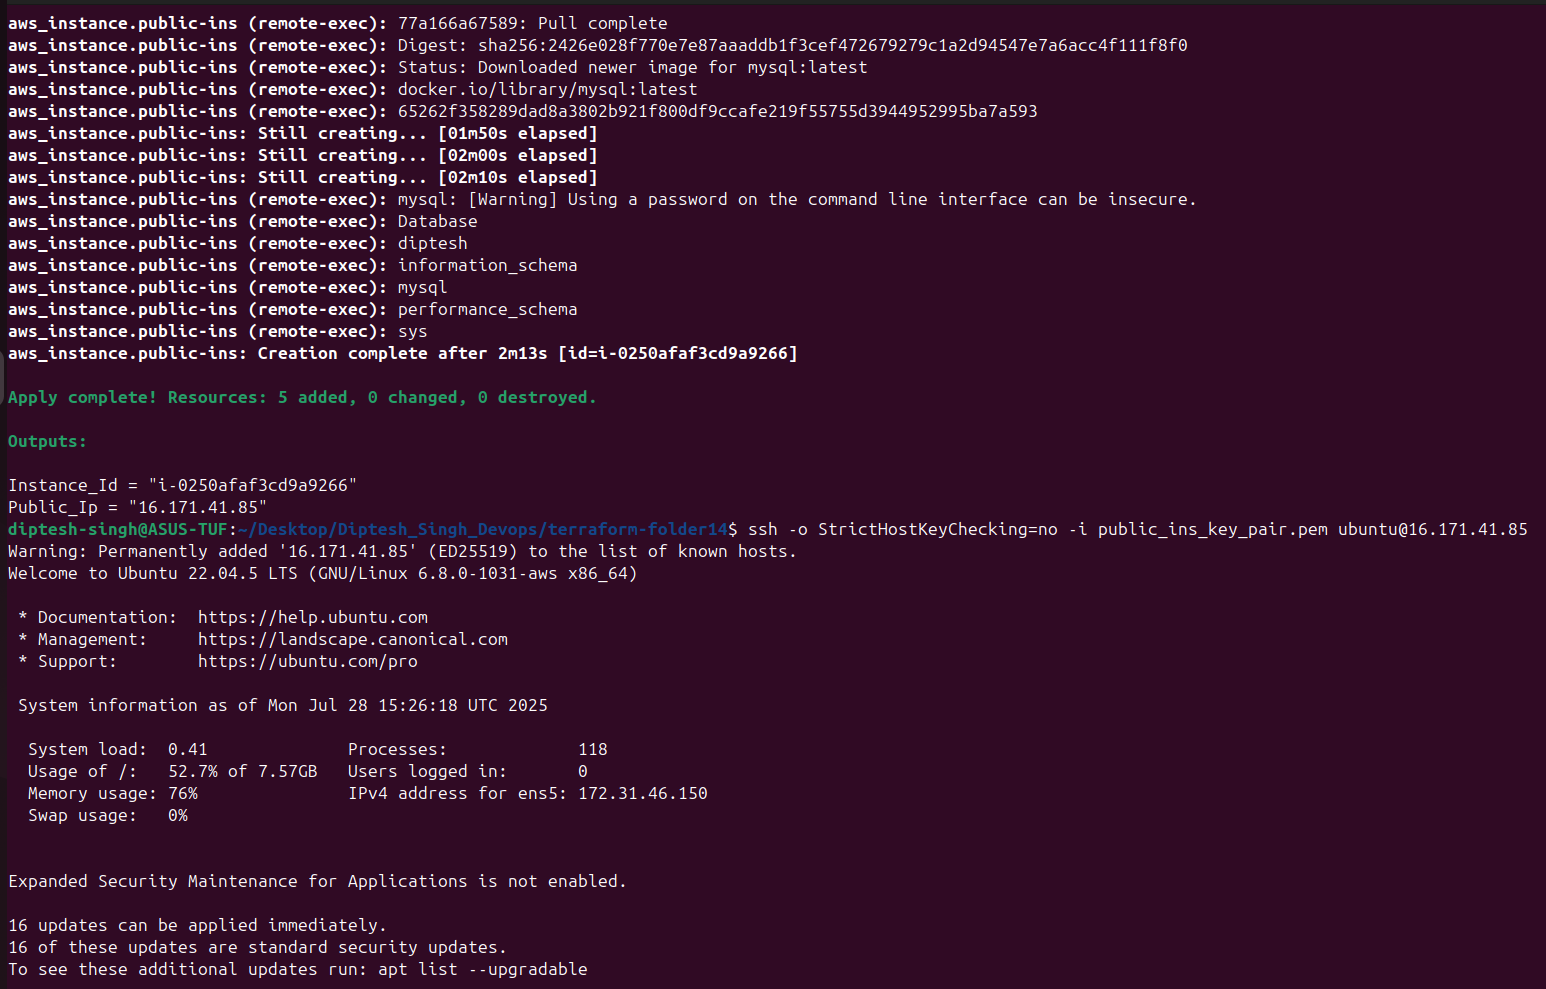 aws_instance.public-ins (remote-exec): 77a166a67589: Pull complete
aws_instance.public-ins (remote-exec): Digest: sha256:2426e028f770e7e87aaaddb1f3cef472679279c1a2d94547e7a6acc4f111f8f0
aws_instance.public-ins (remote-exec): Status: Downloaded newer image for mysql:latest
aws_instance.public-ins (remote-exec): docker.io/library/mysql:latest
aws_instance.public-ins (remote-exec): 65262f358289dad8a3802b921f800df9ccafe219f55755d3944952995ba7a593
aws_instance.public-ins: Still creating... [01m50s elapsed]
aws_instance.public-ins: Still creating... [02m00s elapsed]
aws_instance.public-ins: Still creating... [02m10s elapsed]
aws_instance.public-ins (remote-exec): mysql: [Warning] Using a password on the command line interface can be insecure.
aws_instance.public-ins (remote-exec): Database
aws_instance.public-ins (remote-exec): diptesh
aws_instance.public-ins (remote-exec): information_schema
aws_instance.public-ins (remote-exec): mysql
aws_instance.public-ins (remote-exec): performance_schema
aws_instance.public-ins (remote-exec): sys
aws_instance.public-ins: Creation complete after 2m13s [id=i-0250afaf3cd9a9266]
Apply complete! Resources: 5 added, 0 changed, 0 destroyed.
Outputs:
Instance_Id = "i-0250afaf3cd9a9266"
Public_Ip = "16.171.41.85"
diptesh-singh@ASUS-TUF:~/Desktop/Diptesh_Singh_Devops/terraform-folder14$ ssh -o StrictHostKeyChecking=no -i public_ins_key_pair.pem ubuntu@16.171.41.85
Warning: Permanently added '16.171.41.85' (ED25519) to the list of known hosts.
Welcome to Ubuntu 22.04.5 LTS (GNU/Linux 6.8.0-1031-aws x86_64)
* Documentation:  https://help.ubuntu.com
* Management:     https://landscape.canonical.com
* Support:        https://ubuntu.com/pro
System information as of Mon Jul 28 15:26:18 UTC 2025
System load:  0.41              Processes:             118
Usage of /:   52.7% of 7.57GB   Users logged in:       0
Memory usage: 76%               IPv4 address for ens5: 172.31.46.150
Swap usage:   0%
Expanded Security Maintenance for Applications is not enabled.
16 updates can be applied immediately.
16 of these updates are standard security updates.
To see these additional updates run: apt list --upgradable